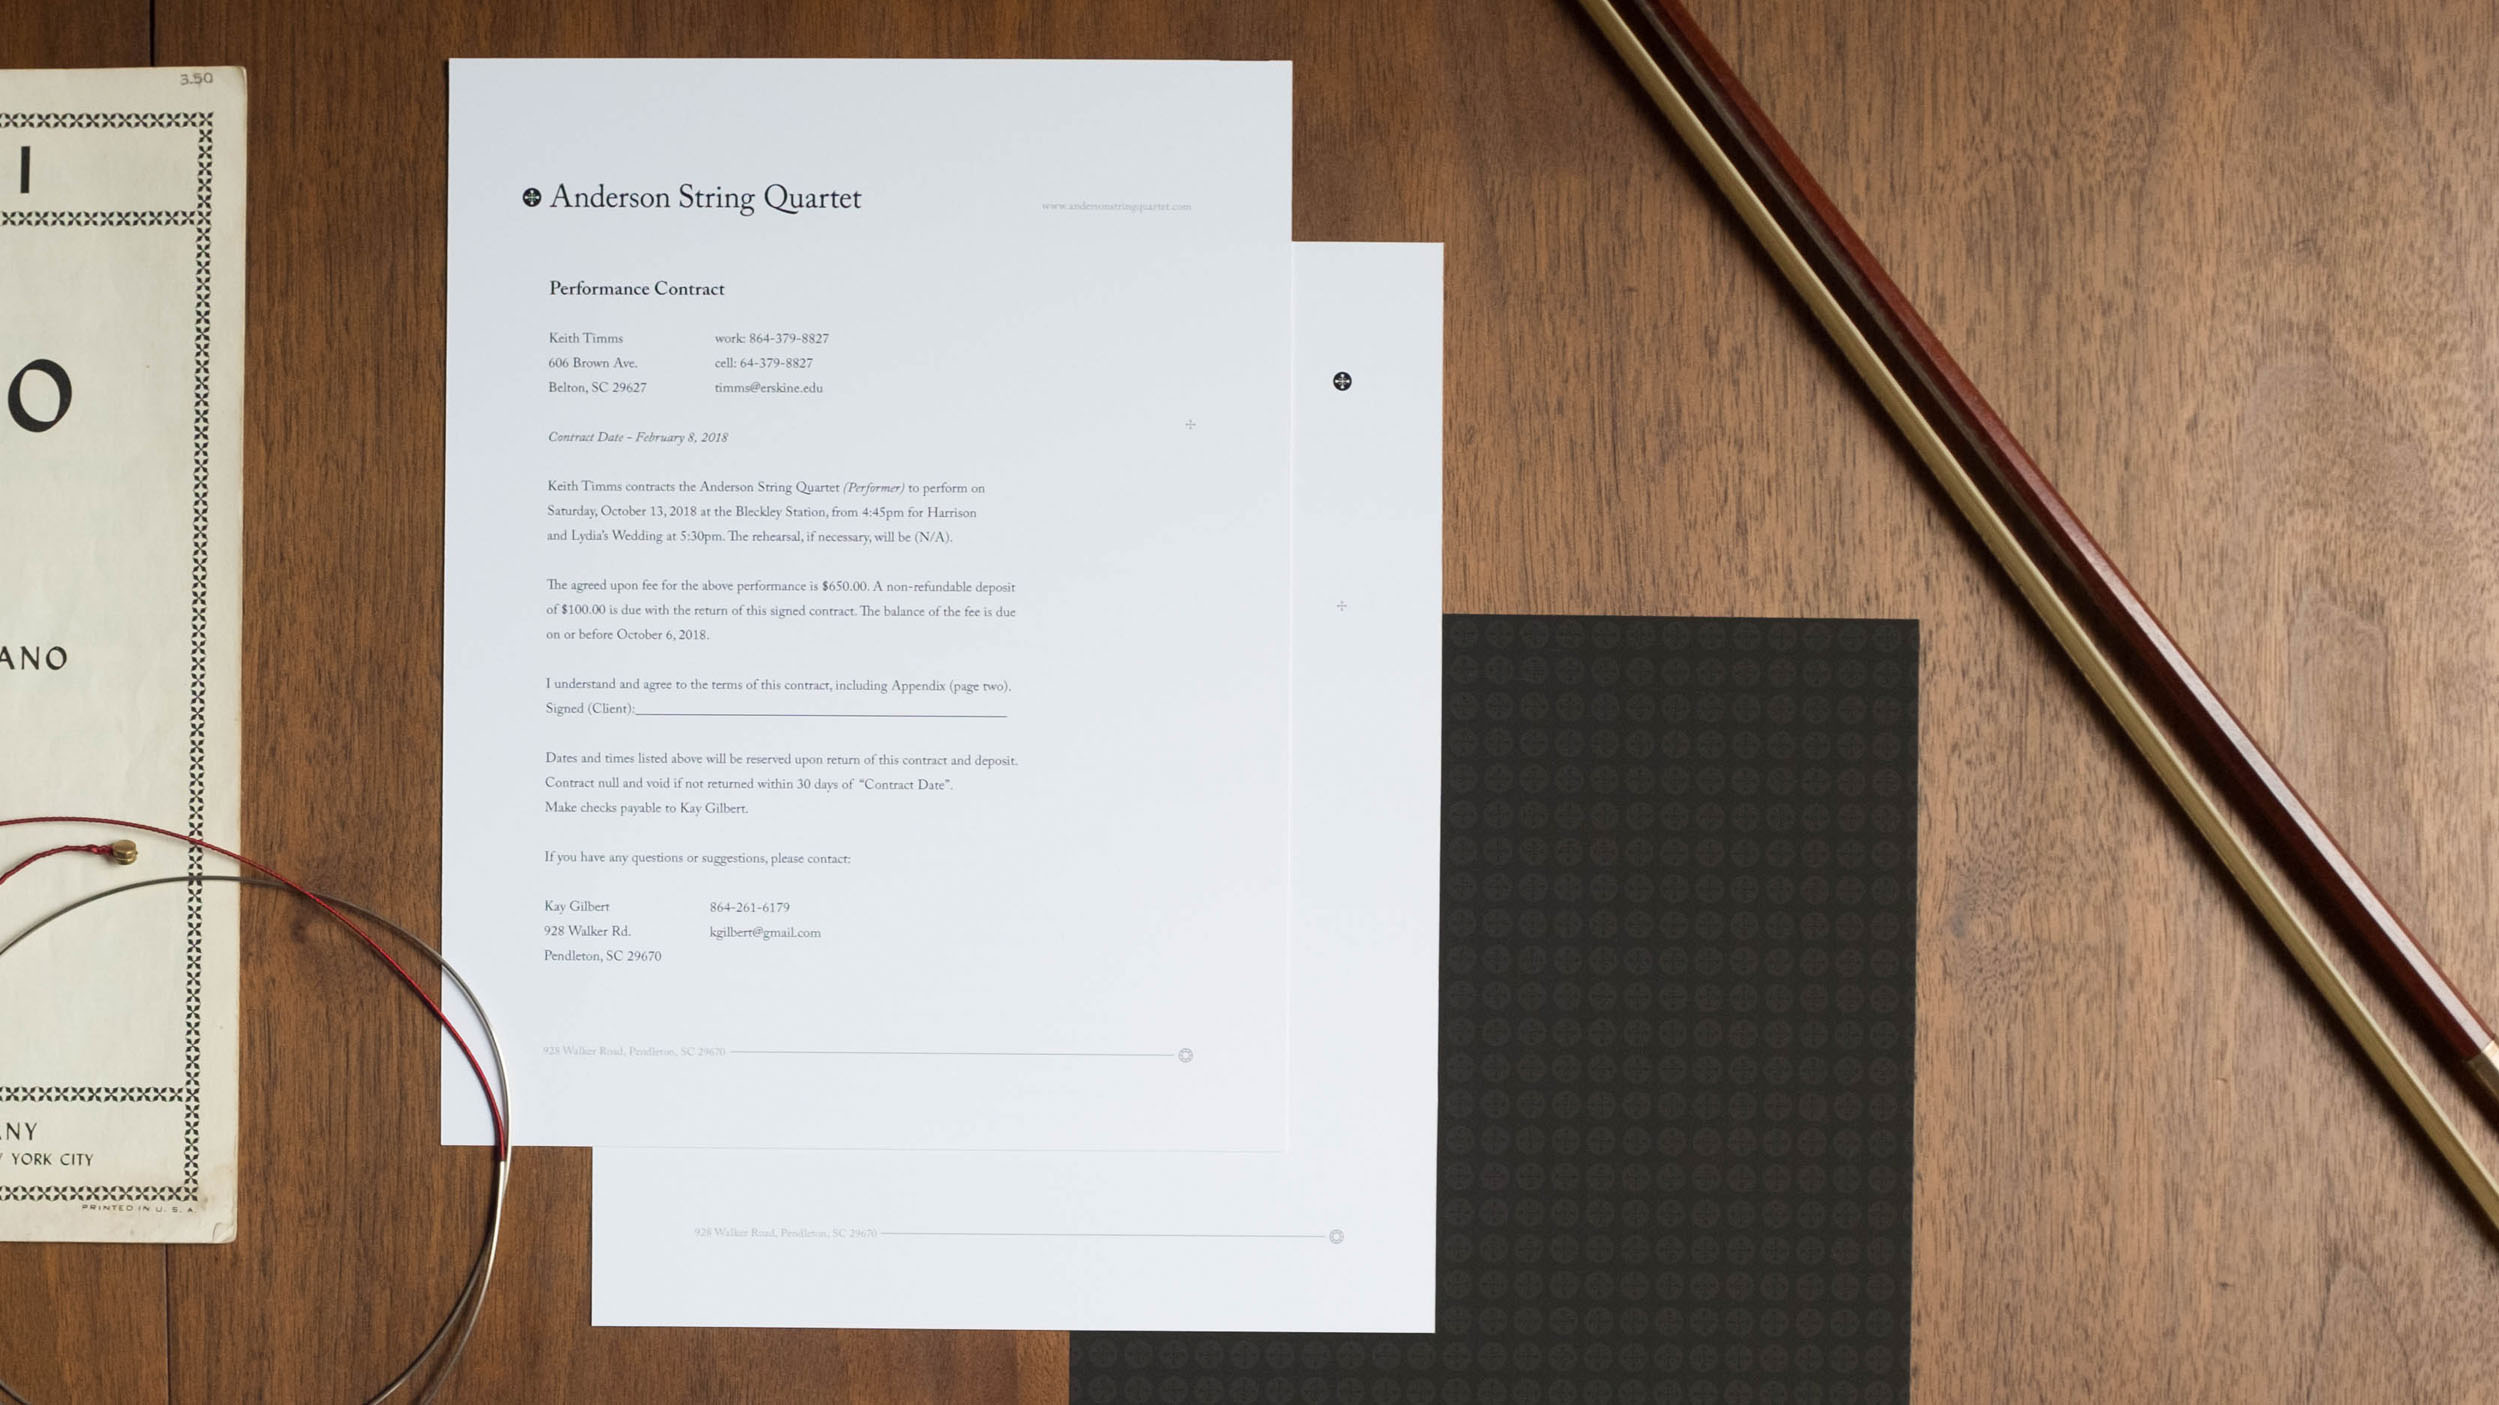 3.50
I
O
ANO
ANY
YORK CITY
PRINTED IN U. S. A.
Anderson String Quartet
www.andersonstringquartet.com
Performance Contract
Keith Timms work: 864-379-8827
606 Brown Ave. cell: 64-379-8827
Belton, SC 29627 timms@erskine.edu
Contract Date - February 8, 2018
Keith Timms contracts the Anderson String Quartet (Performer) to perform on
Saturday, October 13, 2018 at the Bleckley Station, from 4:45pm for Harrison
and Lydia's Wedding at 5:30pm. The rehearsal, if necessary, will be (N/A).
The agreed upon fee for the above performance is $650.00. A non-refundable deposit
of $100.00 is due with the return of this signed contract. The balance of the fee is due
on or before October 6, 2018.
I understand and agree to the terms of this contract, including Appendix (page two).
Signed (Client):
Dates and times listed above will be reserved upon return of this contract and deposit.
Contract null and void if not returned within 30 days of "Contract Date".
Make checks payable to Kay Gilbert.
If you have any questions or suggestions, please contact:
Kay Gilbert 864-261-6179
928 Walker Rd. kgilbert@gmail.com
Pendleton, SC 29670
928 Walker Road, Pendleton, SC 29670
928 Walker Road, Pendleton, SC 29670